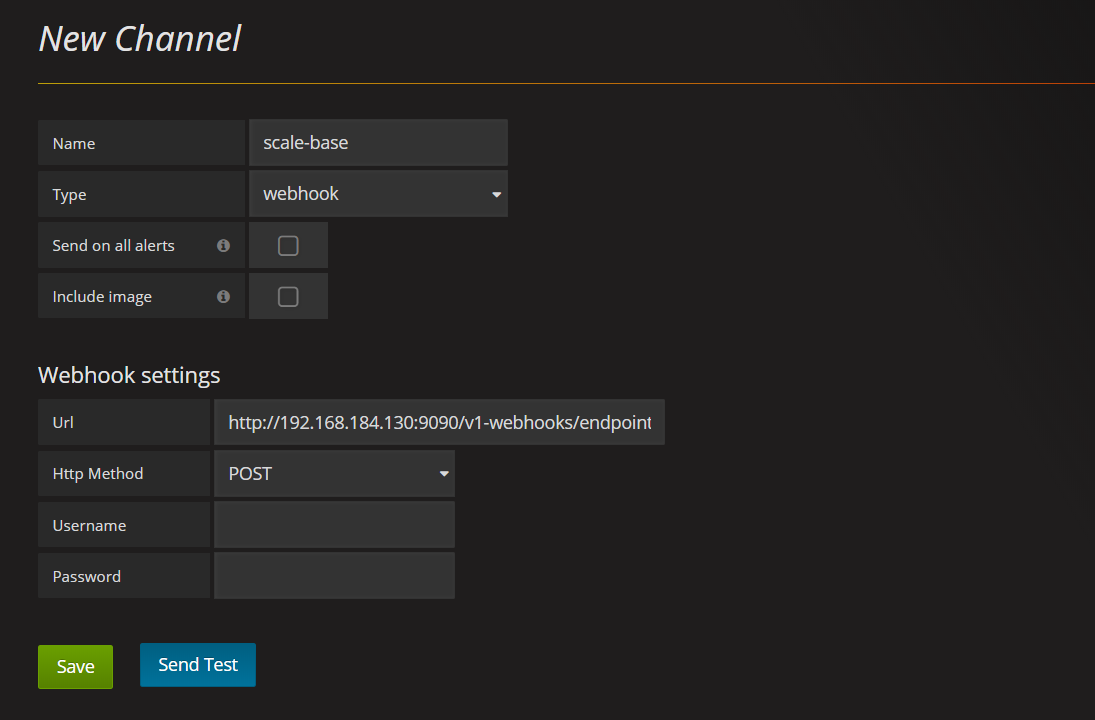 New Channel
Name scale-base
Type webhook
Send on all alerts
Include image
Webhook settings
Url http://192.168.184.130:9090/v1-webhooks/endpoint
Http Method POST
Username
Password
Save Send Test